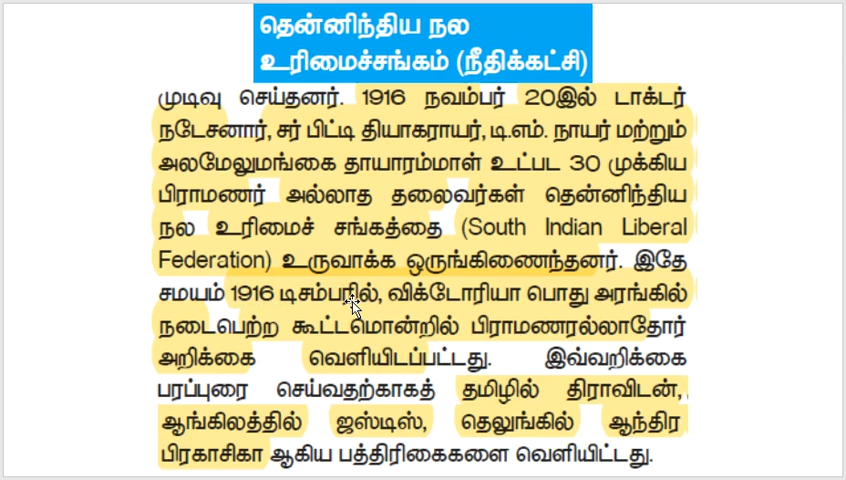 தென்னிந்திய நல
உரிமைச்சங்கம் (நீதிக்கட்சி)
முடிவு செய்தனர். 1916 நவம்பர் 20இல் டாக்டர்
நடேசனார், சர் பிட்டி தியாகராயர், டி.எம். நாயர் மற்றும்
அலமேலுமங்கை தாயாரம்மாள் உட்பட 30 முக்கிய
பிராமணர் அல்லாத தலைவர்கள் தென்னிந்திய
நல உரிமைச் சங்கத்தை (South Indian Liberal
Federation) உருவாக்க ஒருங்கிணைந்தனர். இதே
சமயம் 1916 டிசம்பரில், விக்டோரியா பொது அரங்கில்
நடைபெற்ற கூட்டமொன்றில் பிராமணரல்லாதோர்
அறிக்கை வெளியிடப்பட்டது. இவ்வறிக்கை
பரப்புரை செய்வதற்காகத் தமிழில் திராவிடன்,
ஆங்கிலத்தில் ஜஸ்டிஸ், தெலுங்கில் ஆந்திர
பிரகாசிகா ஆகிய பத்திரிகைகளை வெளியிட்டது.